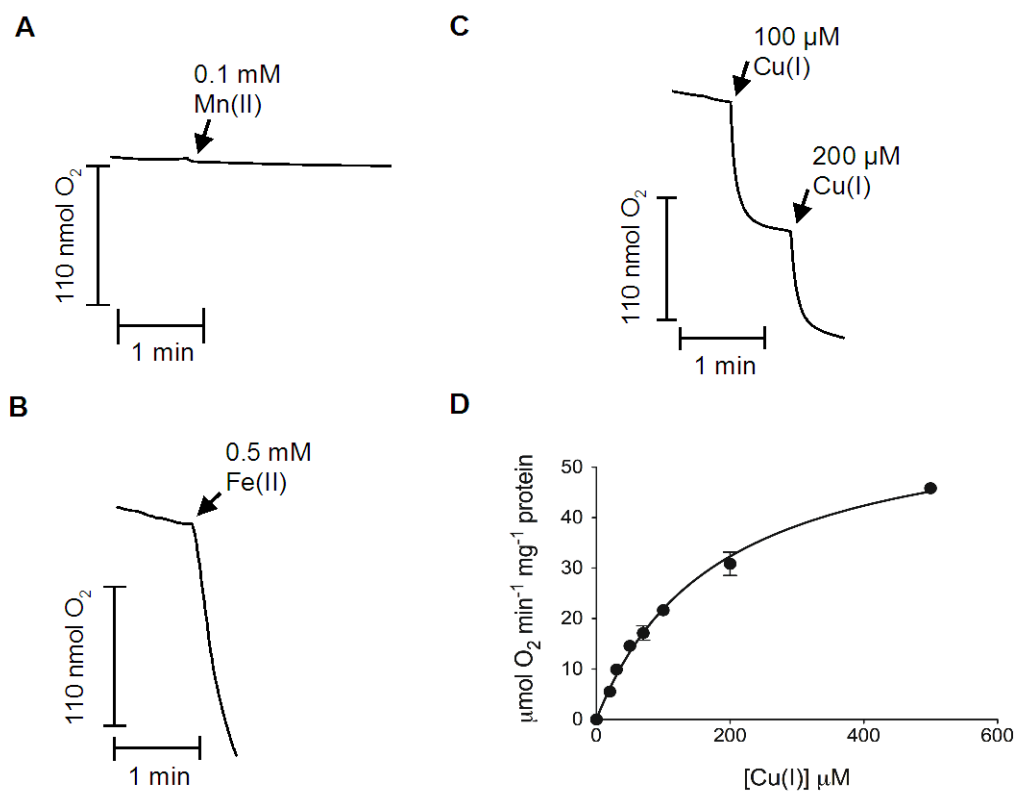 A
0.1 mM
Mn(II)
110 nmol O₂
1 min
B
0.5 mM
Fe(II)
110 nmol O₂
1 min
C
100 µM
Cu(I)
200 µM
Cu(I)
110 nmol O₂
1 min
D
µmol O₂ min⁻¹ mg⁻¹ protein
50
40
30
20
10
0
0
200
400
600
[Cu(I)] µM